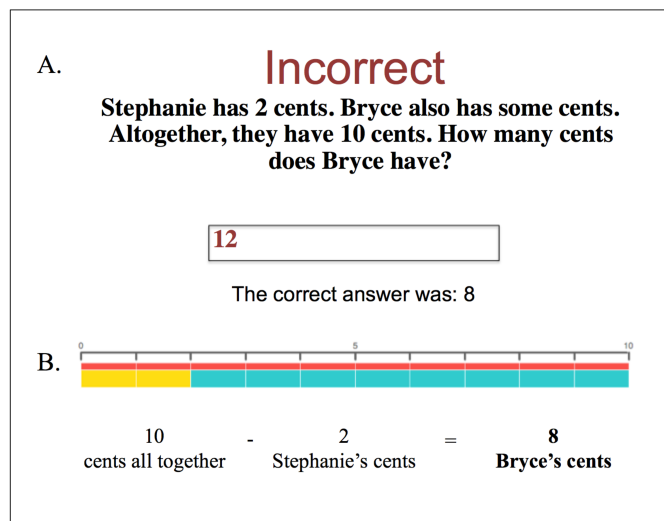 A.
Incorrect
Stephanie has 2 cents. Bryce also has some cents.
Altogether, they have 10 cents. How many cents
does Bryce have?
12
The correct answer was: 8
B.
0 5 10
10 - 2 = 8
cents all together Stephanie's cents Bryce's cents